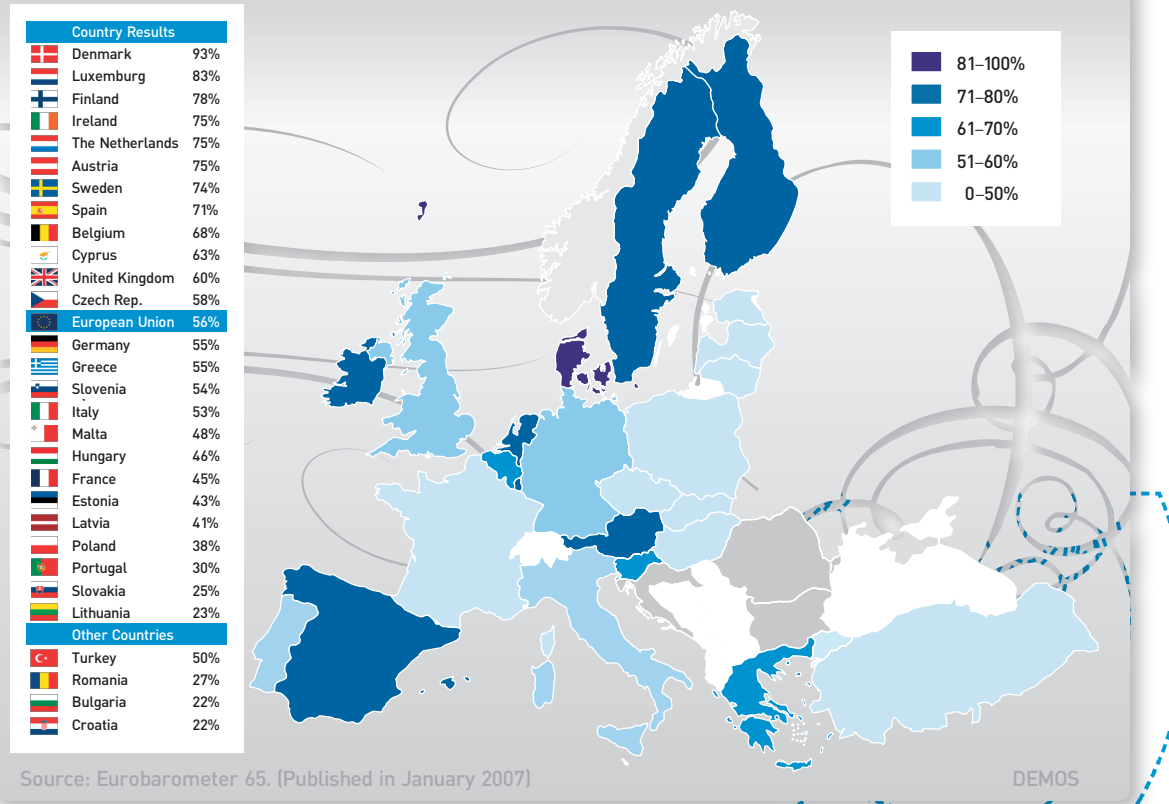 Country Results
Denmark 93%
Luxemburg 83%
Finland 78%
Ireland 75%
The Netherlands 75%
Austria 75%
Sweden 74%
Spain 71%
Belgium 68%
Cyprus 63%
United Kingdom 60%
Czech Rep. 58%
European Union 56%
Germany 55%
Greece 55%
Slovenia 54%
Italy 53%
Malta 48%
Hungary 46%
France 45%
Estonia 43%
Latvia 41%
Poland 38%
Portugal 30%
Slovakia 25%
Lithuania 23%
Other Countries
Turkey 50%
Romania 27%
Bulgaria 22%
Croatia 22%
81–100%
71–80%
61–70%
51–60%
0–50%
Source: Eurobarometer 65. (Published in January 2007)
DEMOS